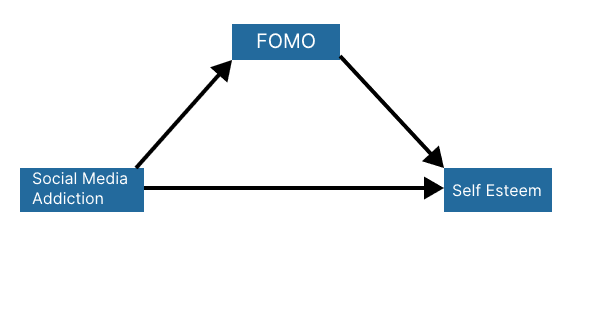 FOMO
Social Media
Addiction
Self Esteem